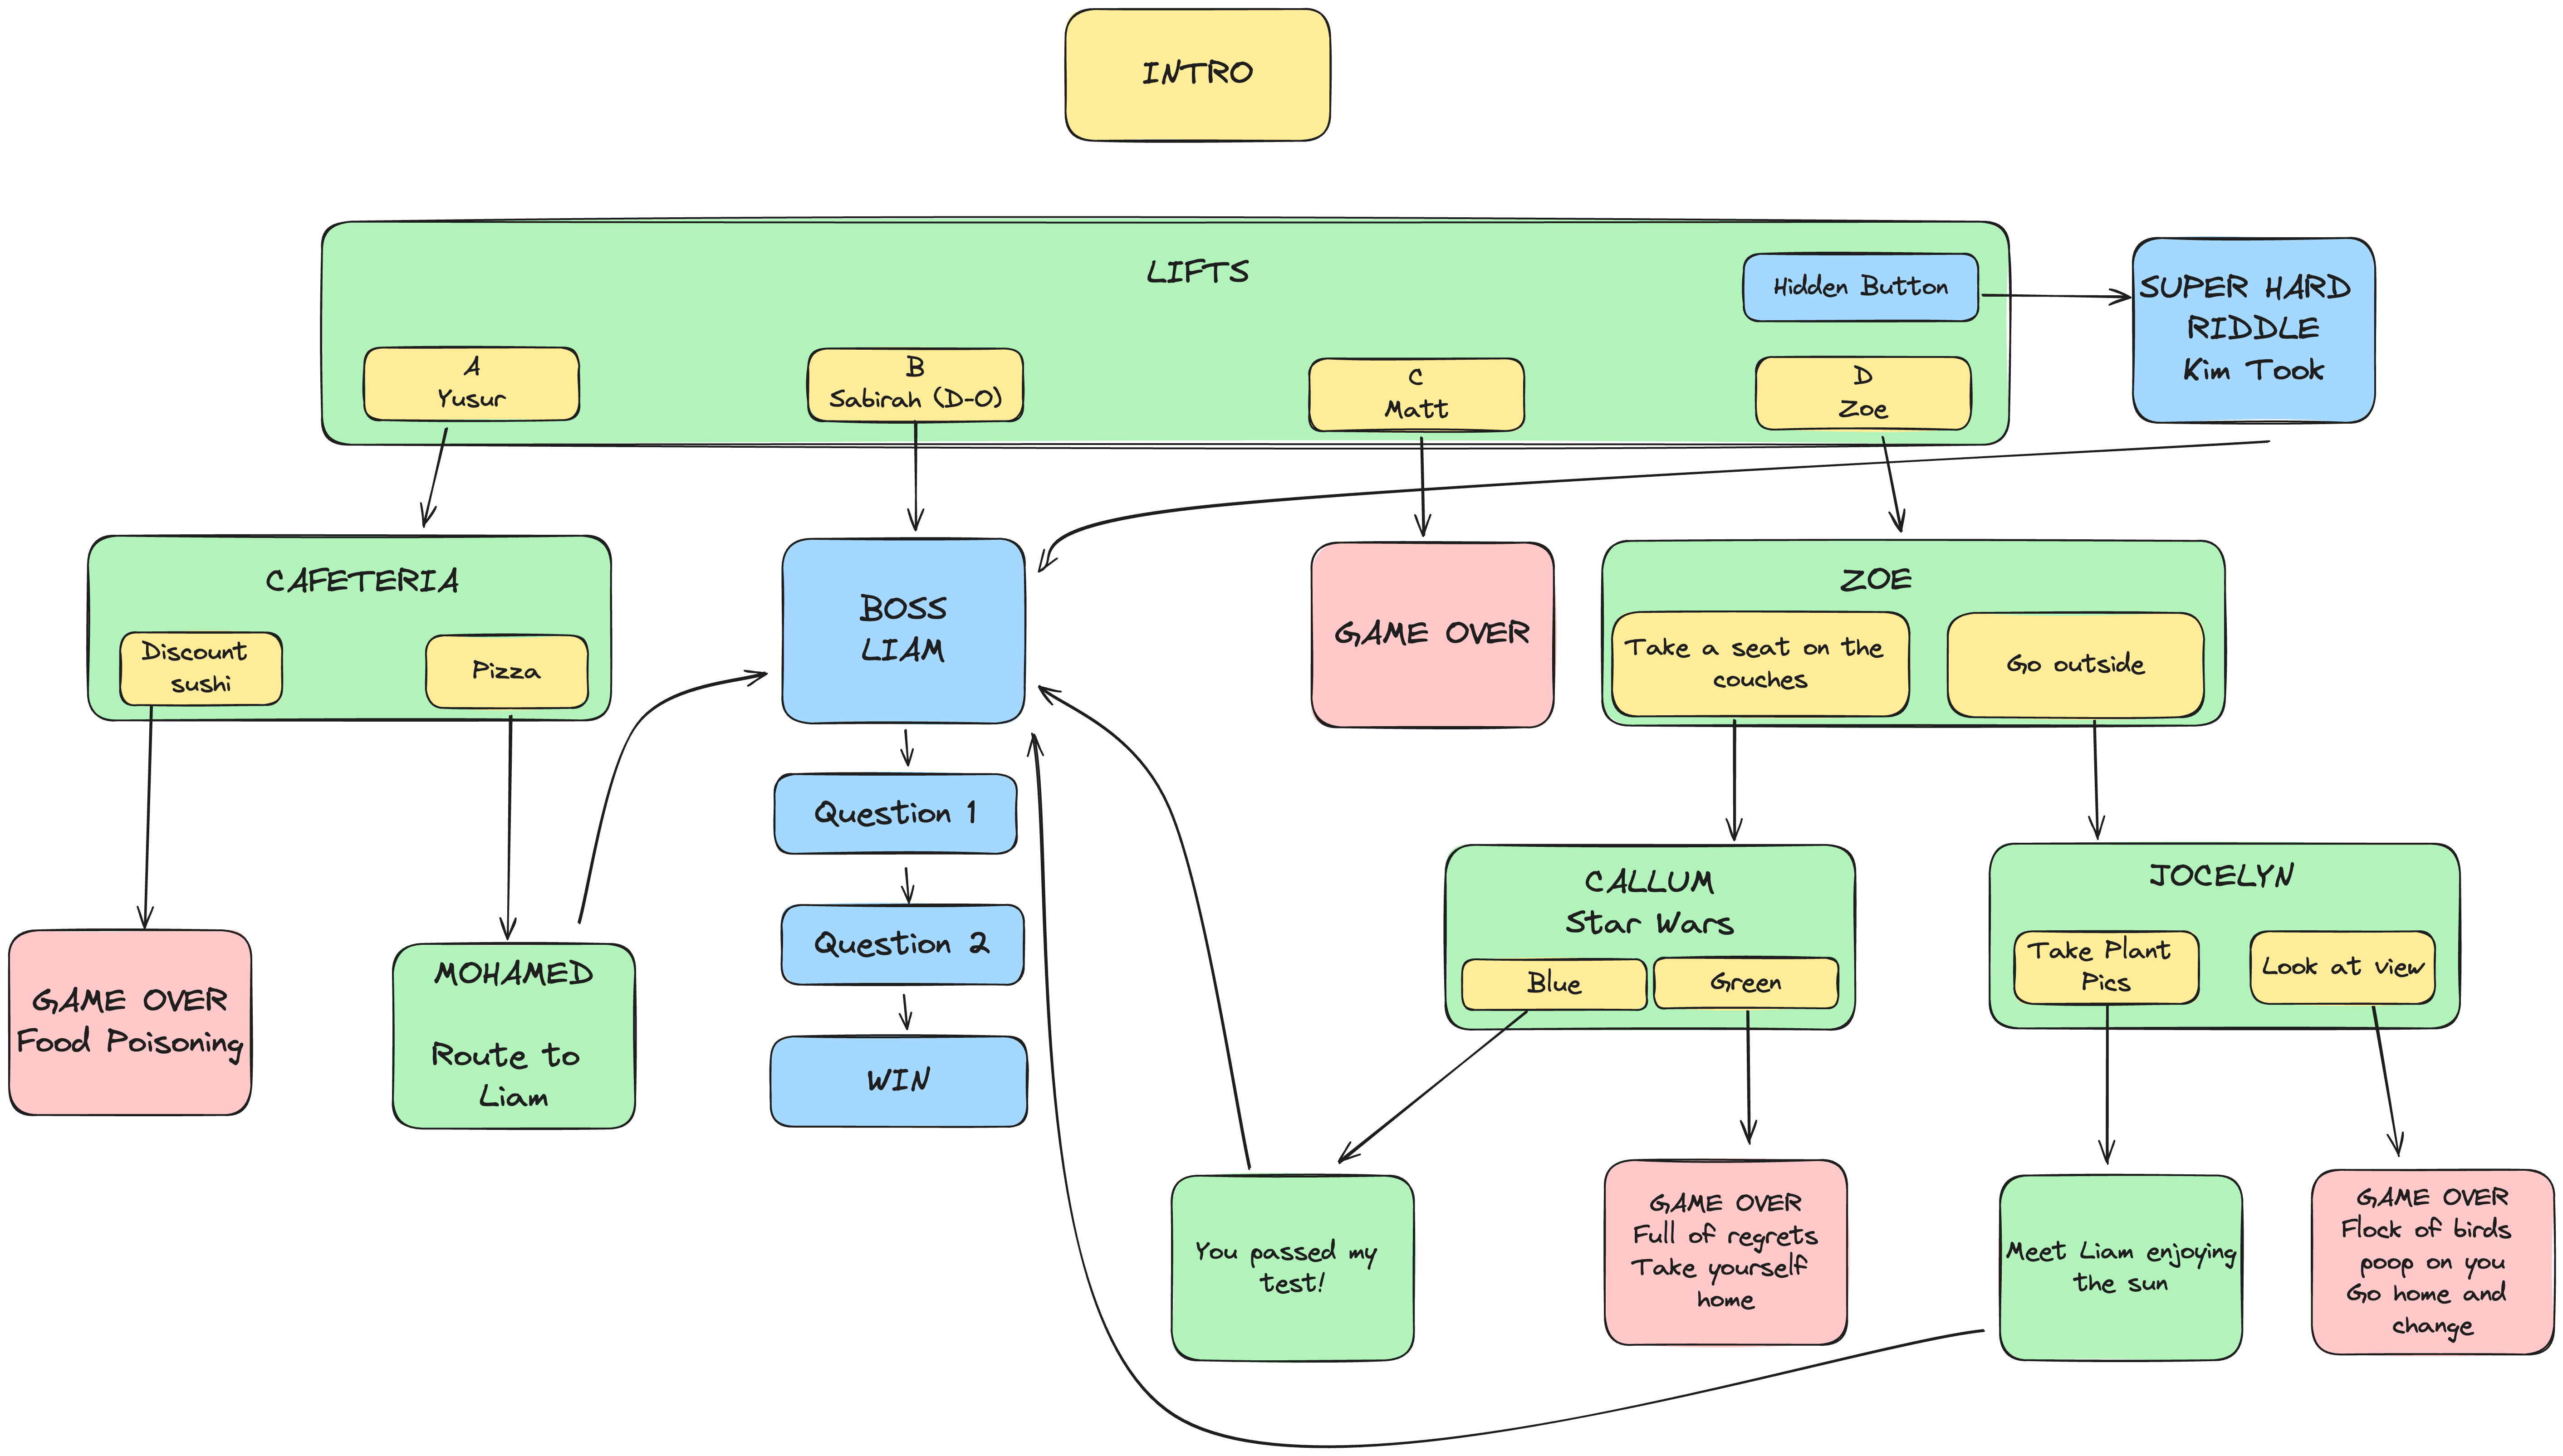 INTRO
LIFTS
Hidden Button
SUPER HARD
RIDDLE
Kim Took
A
Yusur
B
Sabirah (D-O)
C
Matt
D
Zoe
CAFETERIA
Discount
sushi
Pizza
BOSS
LIAM
GAME OVER
ZOE
Take a seat on the
couches
Go outside
Question 1
Question 2
WIN
CALLUM
Star Wars
Blue
Green
JOCELYN
Take Plant
Pics
Look at view
GAME OVER
Food Poisoning
MOHAMED
Route to
Liam
You passed my
test!
GAME OVER
Full of regrets
Take yourself
home
Meet Liam enjoying
the sun
GAME OVER
Flock of birds
poop on you
Go home and
change